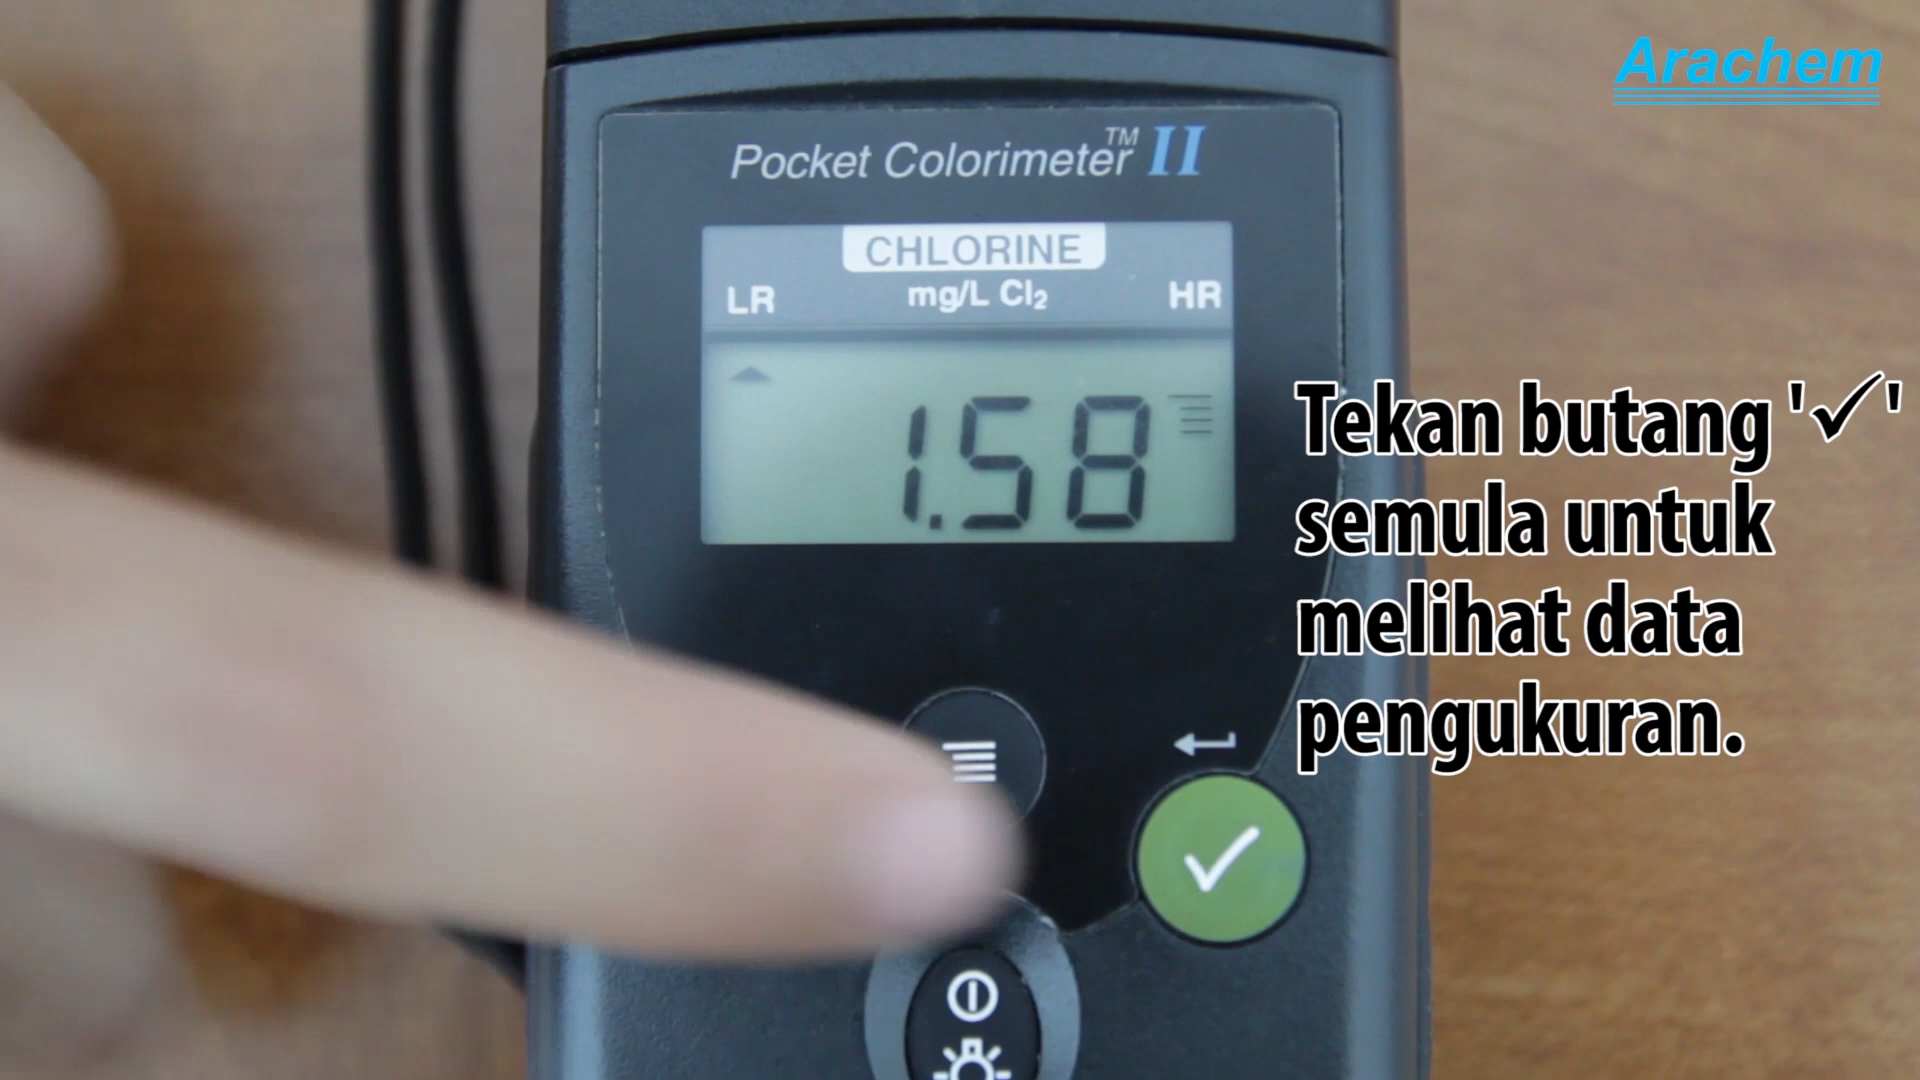 Arachem
Pocket Colorimeter™ II
CHLORINE
LR mg/L Cl₂ HR
1.58
Tekan butang '✓'
semula untuk
melihat data
pengukuran.